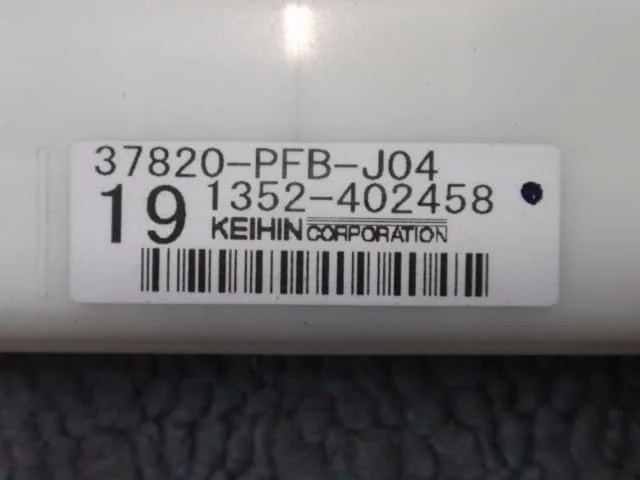 37820-PFB-J04
19 1352-402458
KEIHIN CORPORATION